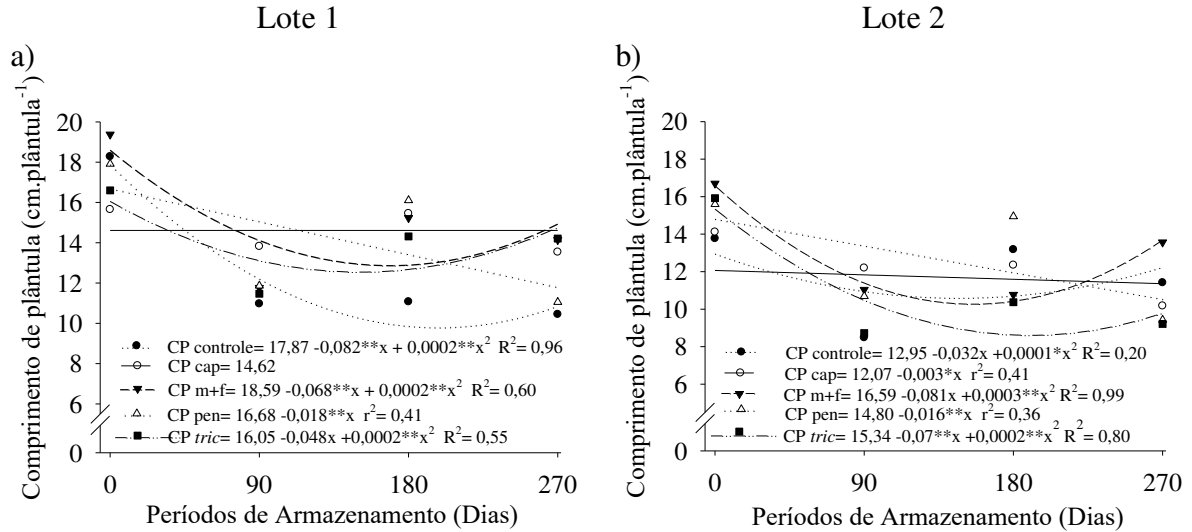 Lote 1
Lote 2
a)
Comprimento de plântula (cm.plântula⁻¹)
20
18
16
14
12
10
8
6
0
CP controle= 17,87 -0,082**x + 0,0002**x² R²= 0,96
CP cap= 14,62
CP m+f= 18,59 -0,068**x + 0,0002**x² R²= 0,60
CP pen= 16,68 -0,018**x r²= 0,41
CP tric= 16,05 -0,048x +0,0002**x² R²= 0,55
0 90 180 270
Períodos de Armazenamento (Dias)
b)
Comprimento de plântula (cm.plântula⁻¹)
20
18
16
14
12
10
8
6
0
CP controle= 12,95 -0,032x +0,0001*x² R²= 0,20
CP cap= 12,07 -0,003*x r²= 0,41
CP m+f= 16,59 -0,081x +0,0003**x² R²= 0,99
CP pen= 14,80 -0,016**x r²= 0,36
CP tric= 15,34 -0,07**x +0,0002**x² R²= 0,80
0 90 180 270
Períodos de Armazenamento (Dias)